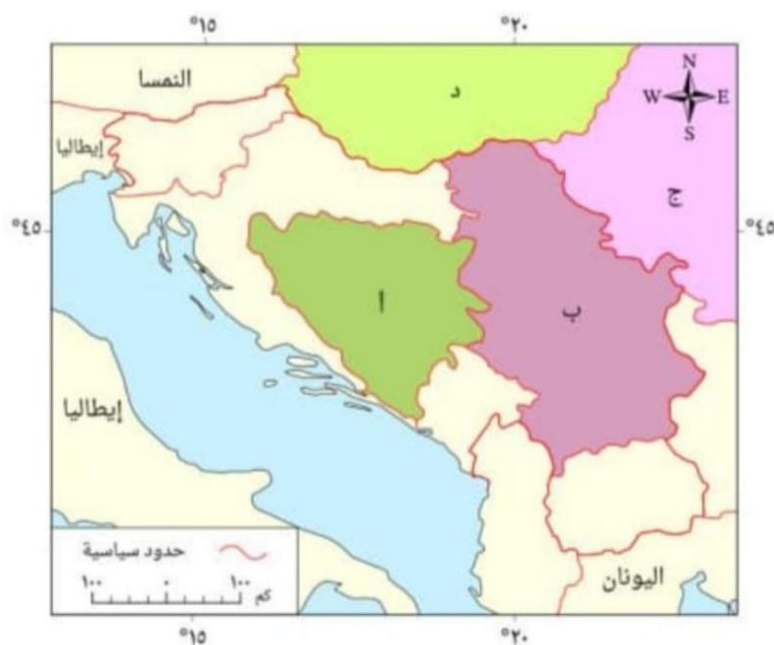 °١٥
°٢٠
النمسا
د
N
W E
S
إيطاليا
ج
°٤٥
°٤٥
أ
ب
إيطاليا
حدود سياسية
١٠٠ ٠ ١٠٠ كم
اليونان
°١٥
°٢٠